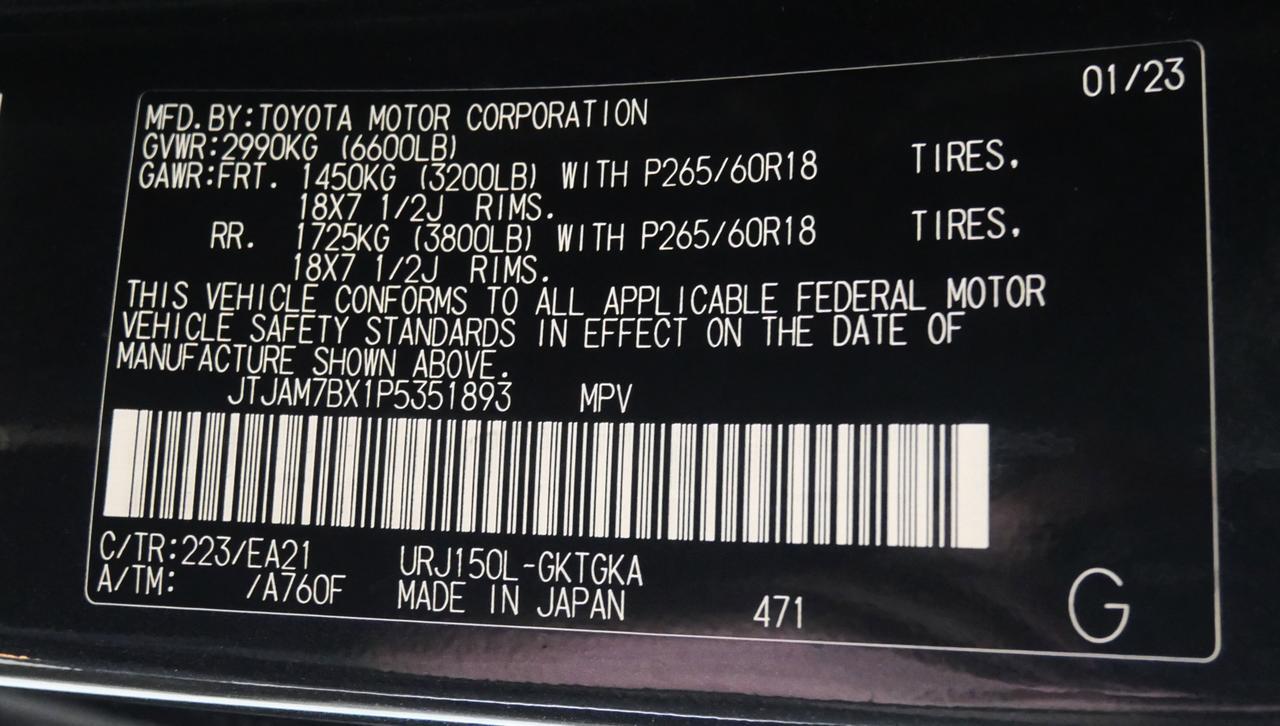 01/23
MFD. BY:TOYOTA MOTOR CORPORATION
GVWR:2990KG (6600LB)
GAWR:FRT. 1450KG (3200LB) WITH P265/60R18 TIRES.
18X7 1/2J RIMS.
RR. 1725KG (3800LB) WITH P265/60R18 TIRES.
18X7 1/2J RIMS.
THIS VEHICLE CONFORMS TO ALL APPLICABLE FEDERAL MOTOR
VEHICLE SAFETY STANDARDS IN EFFECT ON THE DATE OF
MANUFACTURE SHOWN ABOVE.
JTJAM7BX1P5351893 MPV
C/TR:223/EA21 URJ150L-GKTGKA
A/TM: /A760F MADE IN JAPAN 471
G